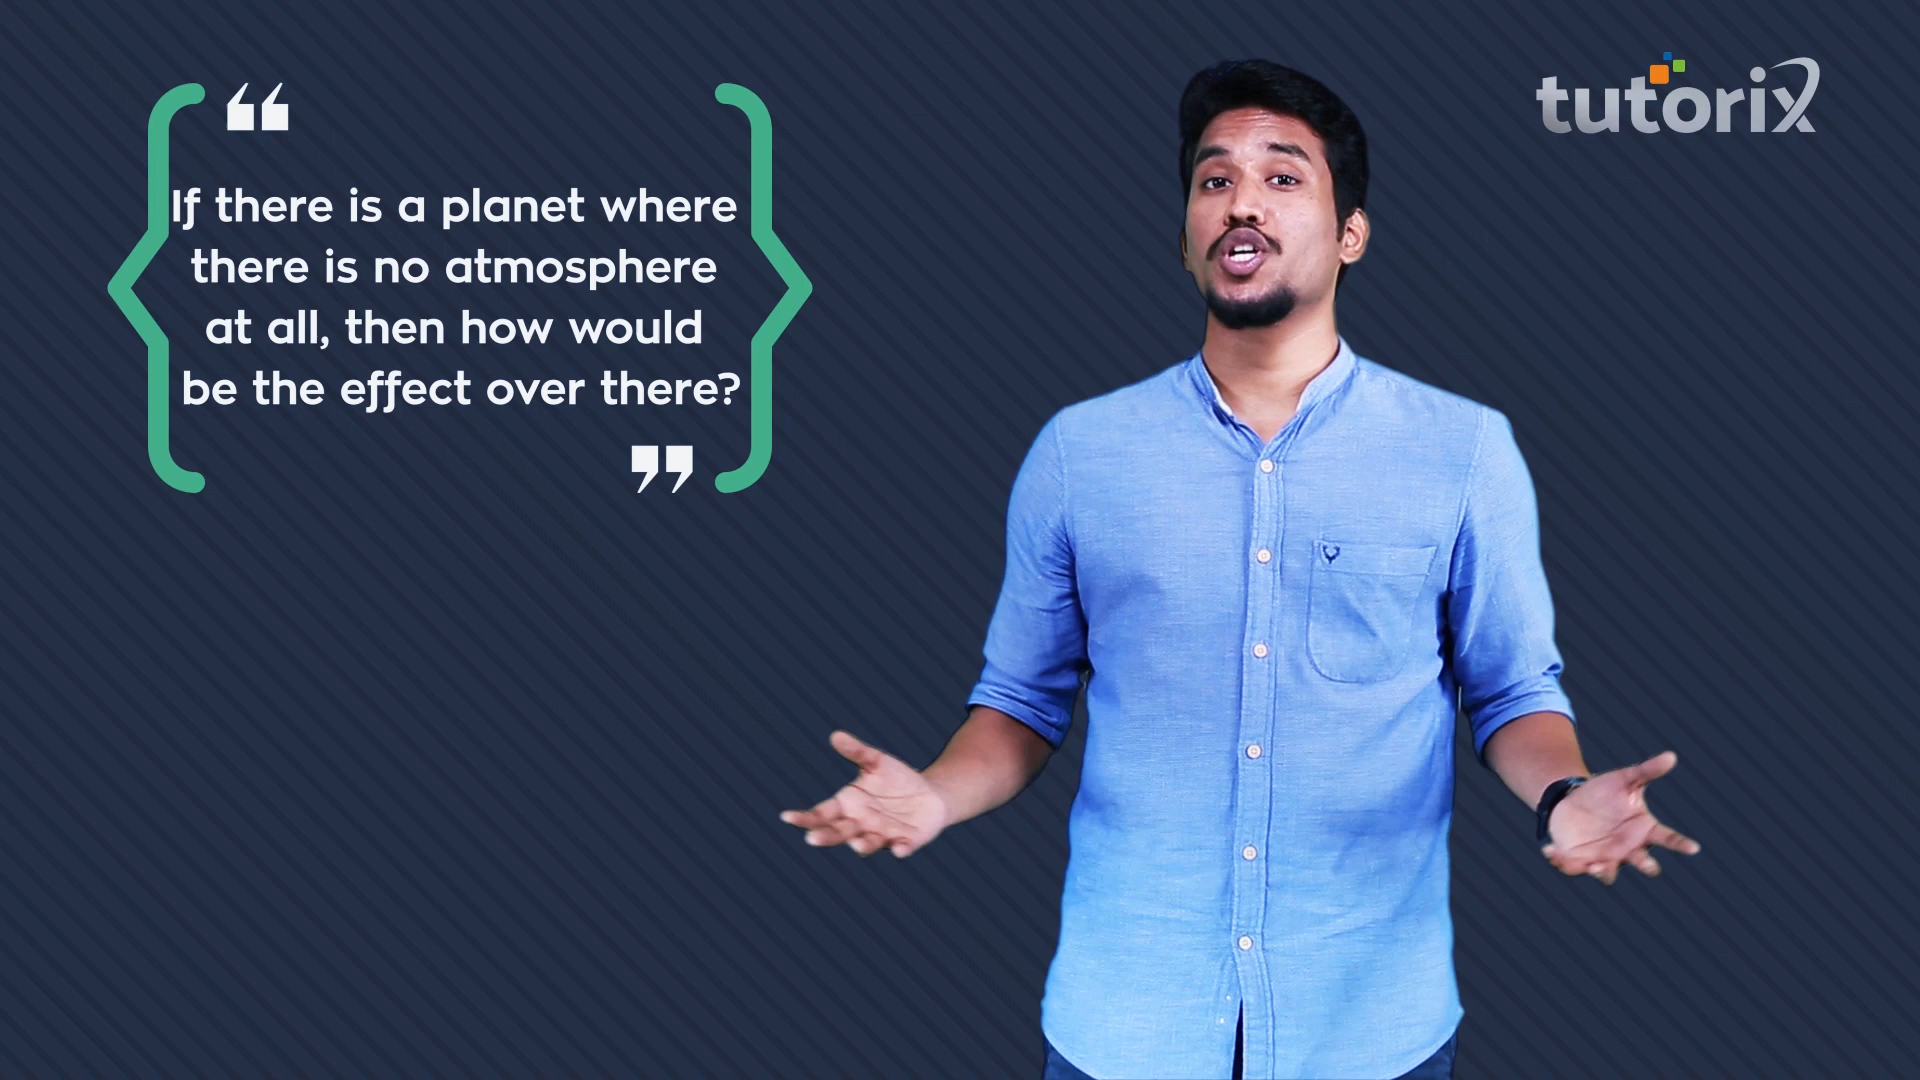 tutorix
“
If there is a planet where
there is no atmosphere
at all, then how would
be the effect over there?
”